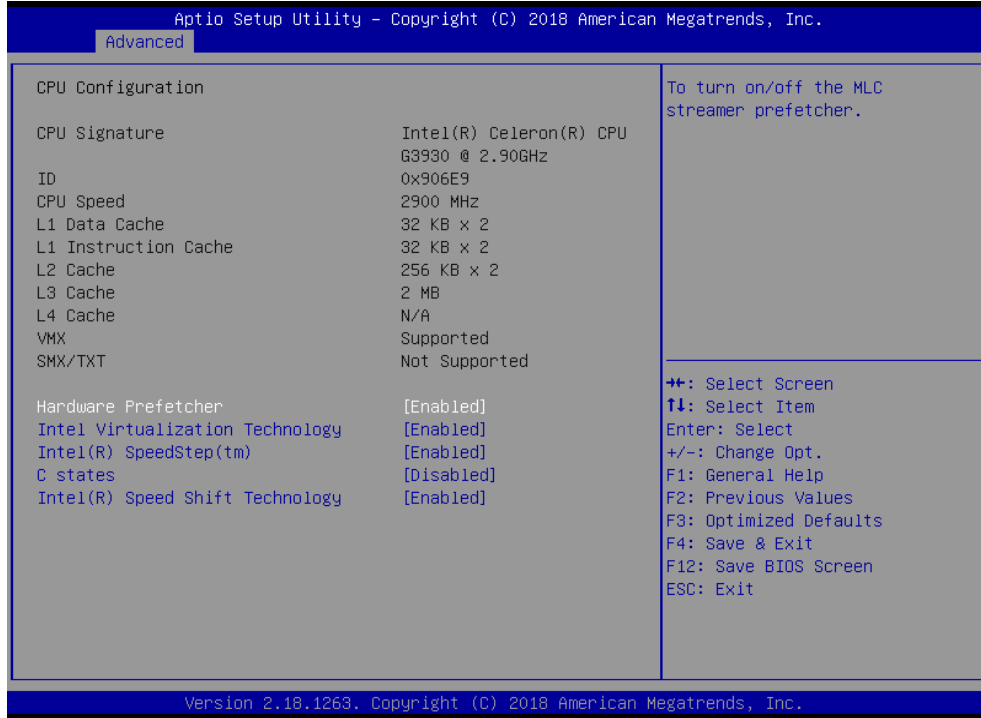 Aptio Setup Utility – Copyright (C) 2018 American Megatrends, Inc.
Advanced
CPU Configuration
CPU Signature Intel(R) Celeron(R) CPU
G3930 @ 2.90GHz
ID 0x906E9
CPU Speed 2900 MHz
L1 Data Cache 32 KB x 2
L1 Instruction Cache 32 KB x 2
L2 Cache 256 KB x 2
L3 Cache 2 MB
L4 Cache N/A
VMX Supported
SMX/TXT Not Supported
Hardware Prefetcher [Enabled]
Intel Virtualization Technology [Enabled]
Intel(R) SpeedStep(tm) [Enabled]
C states [Disabled]
Intel(R) Speed Shift Technology [Enabled]
To turn on/off the MLC
streamer prefetcher.
→←: Select Screen
↑↓: Select Item
Enter: Select
+/-: Change Opt.
F1: General Help
F2: Previous Values
F3: Optimized Defaults
F4: Save & Exit
F12: Save BIOS Screen
ESC: Exit
Version 2.18.1263. Copyright (C) 2018 American Megatrends, Inc.